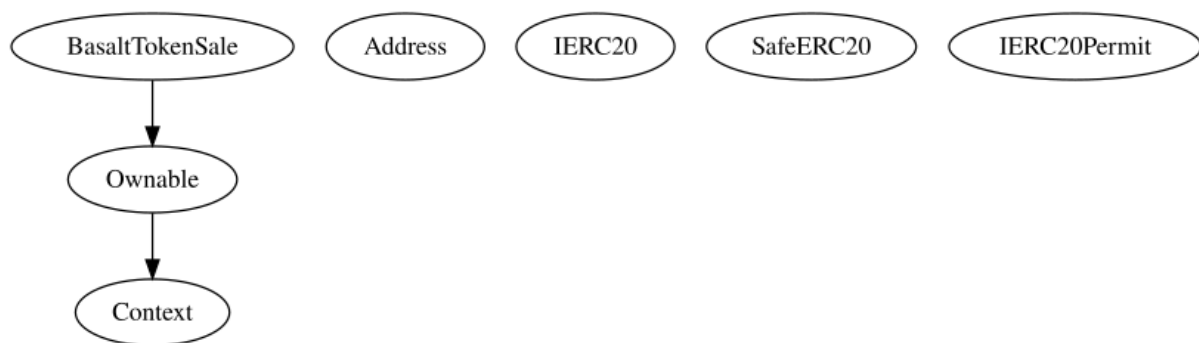 BasaltTokenSale
Address
IERC20
SafeERC20
IERC20Permit
Ownable
Context